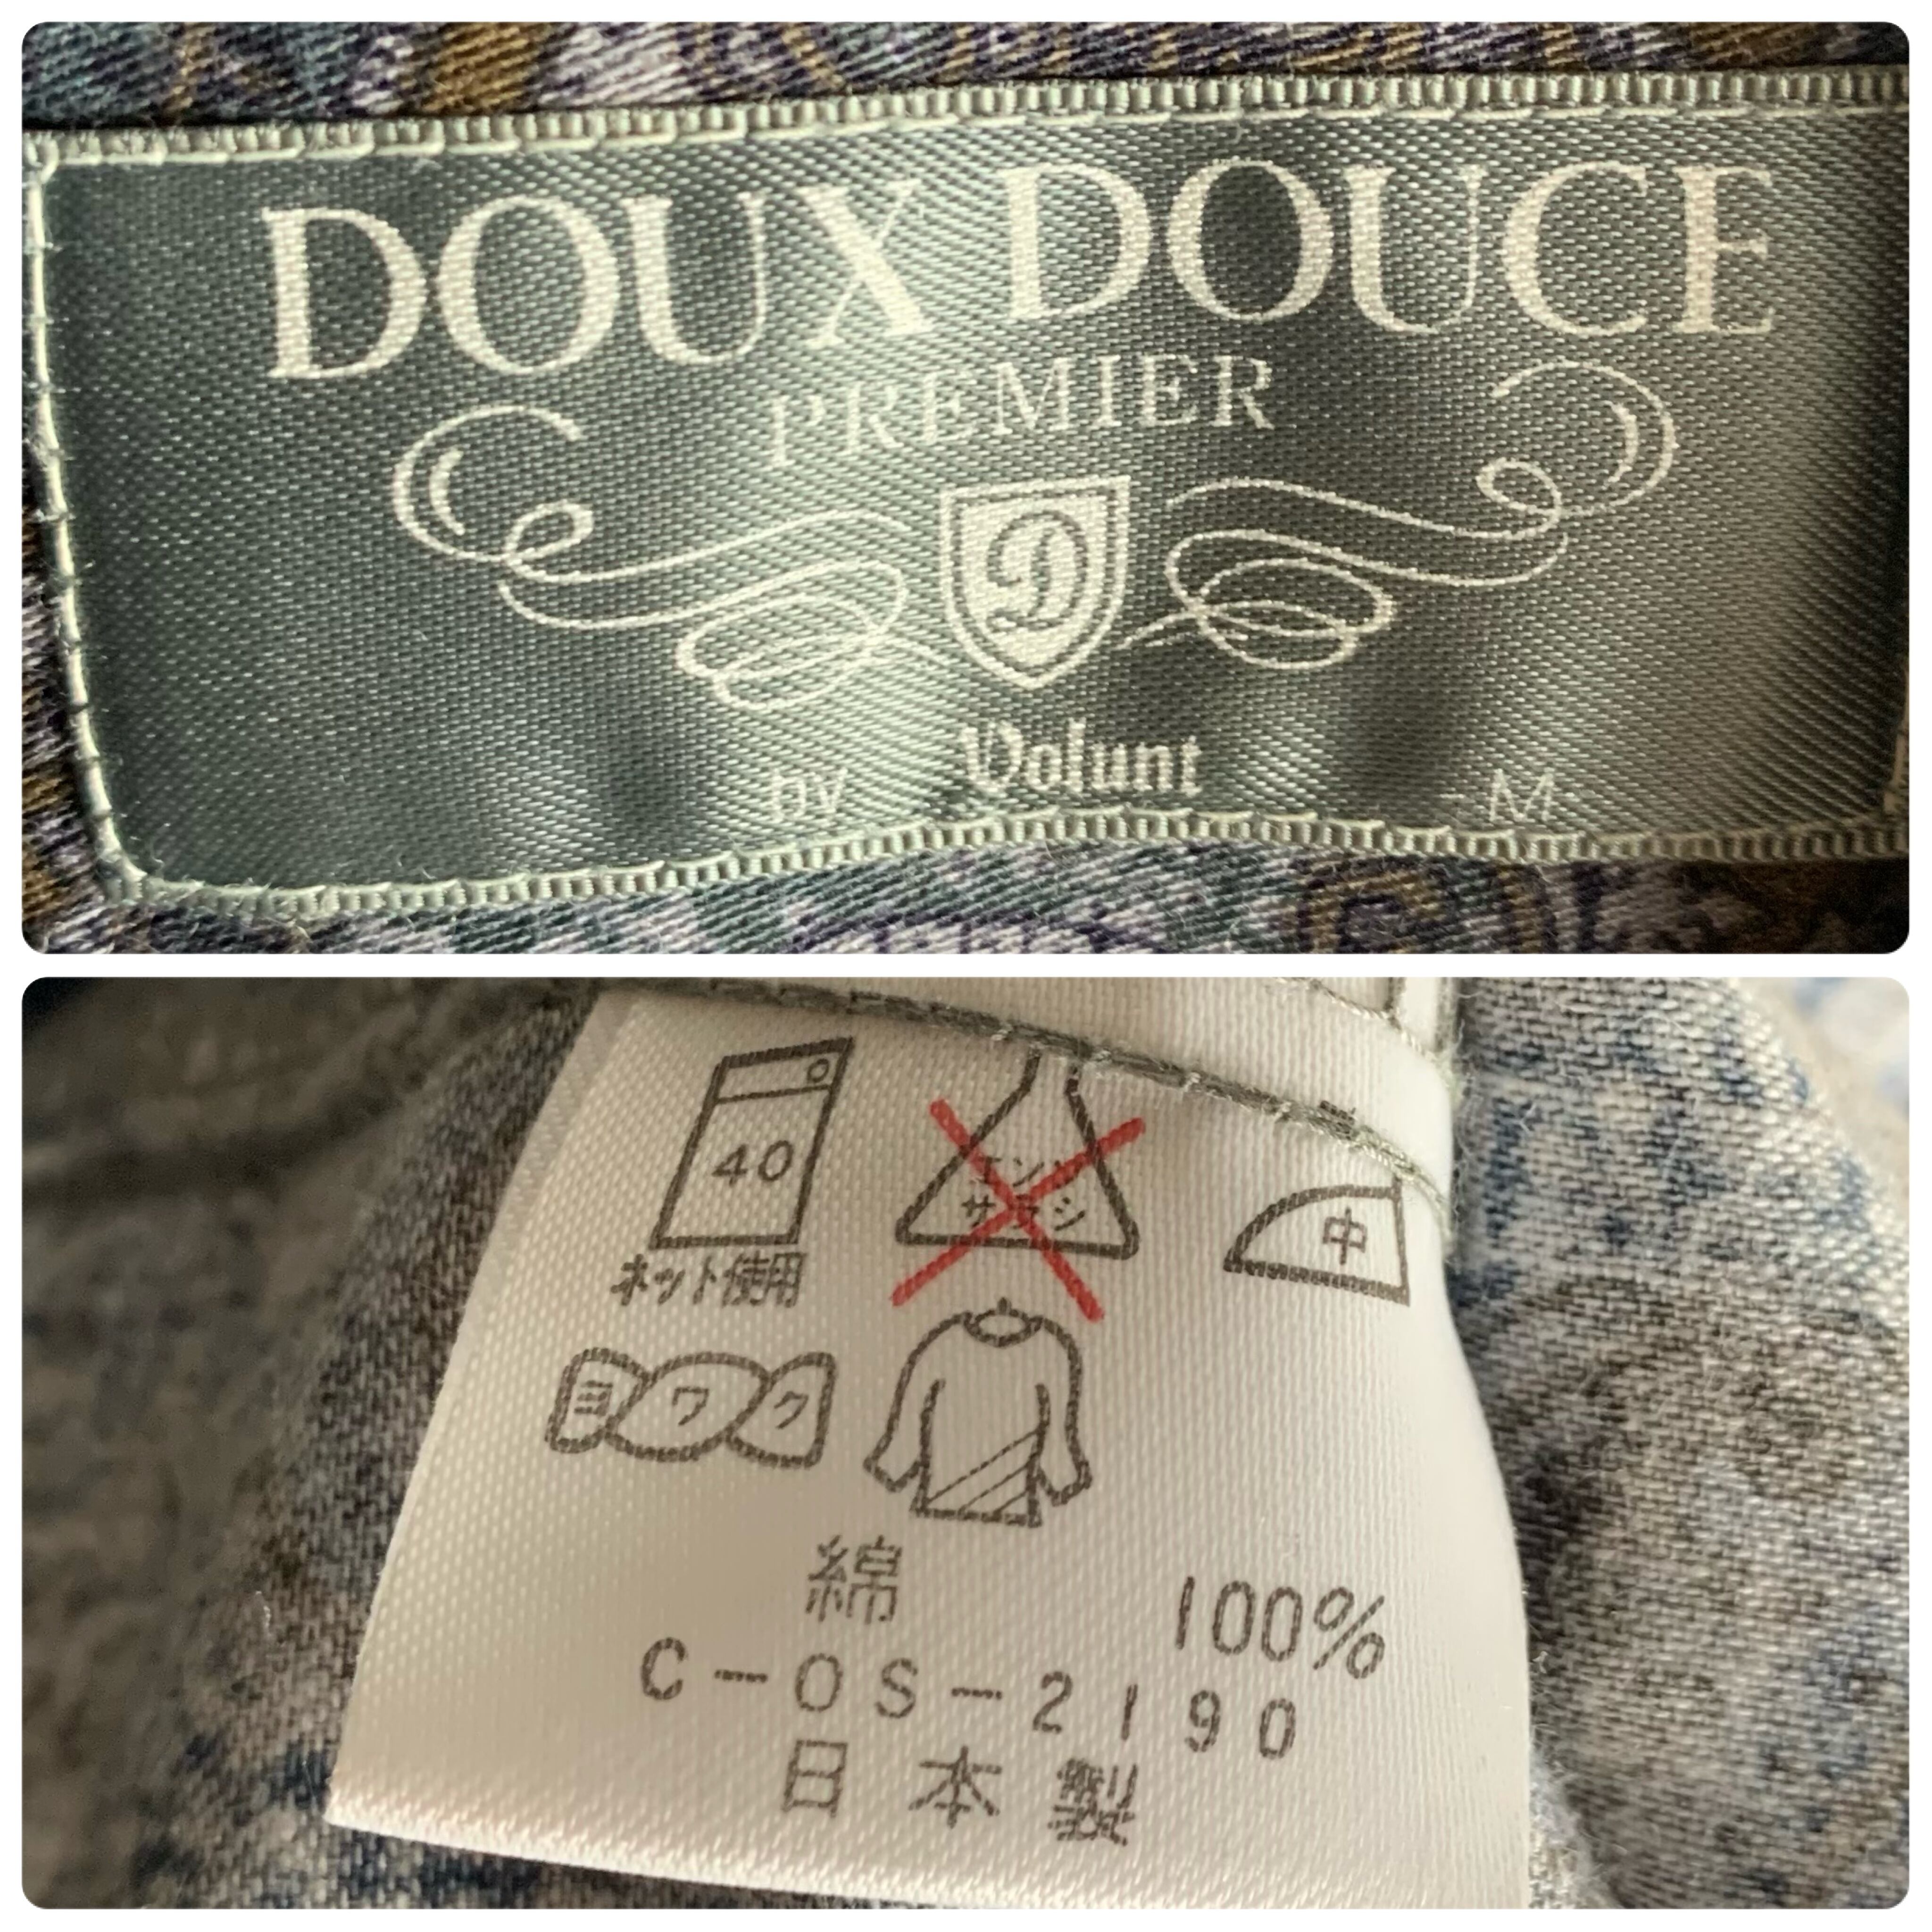 DOUX DOUCE
PREMIER
D
by Volunt M
40
エンソ
サラシ
中
ネット使用
ヨワク
綿 100%
C-OS-2190
日本製